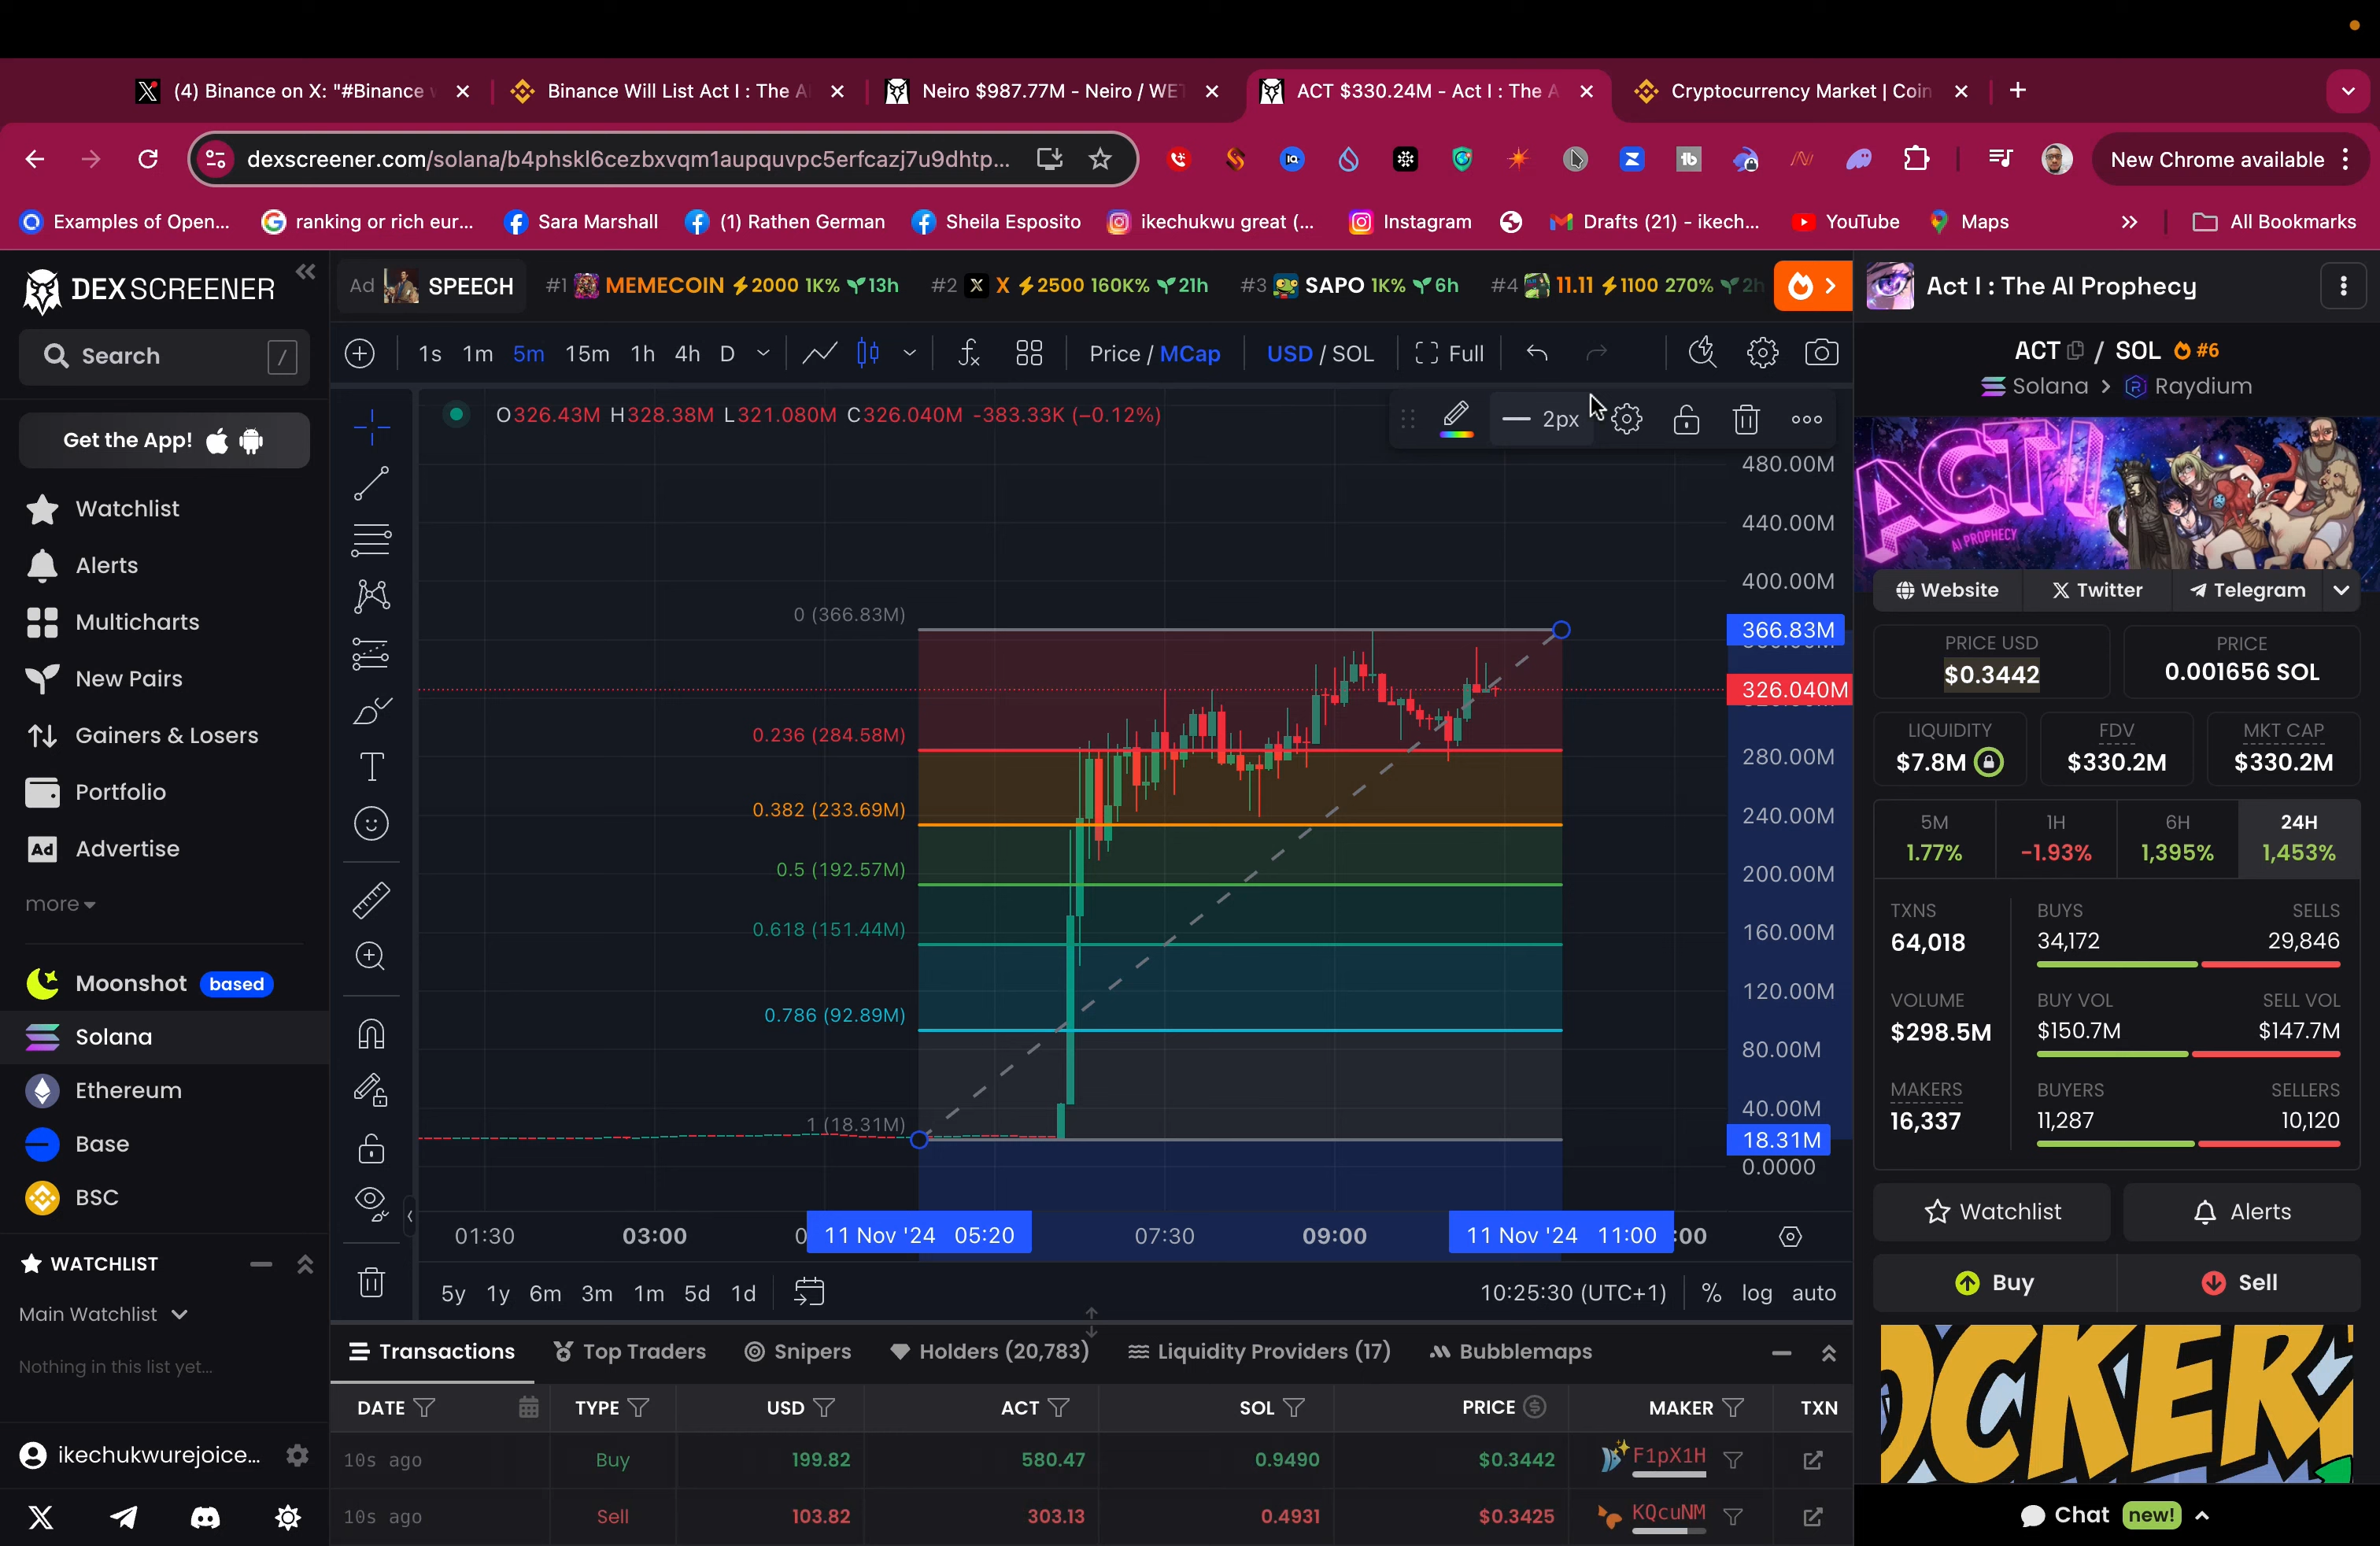 (4) Binance on X: "#Binance w
Binance Will List Act I : The AI
Neiro $987.77M - Neiro / WET
ACT $330.24M - Act I : The A
Cryptocurrency Market | Coin
dexscreener.com/solana/b4phskl6cezbxvqm1aupquvpc5erfcazj7u9dhtp...
New Chrome available
Examples of Open...
ranking or rich eur...
Sara Marshall
(1) Rathen German
Sheila Esposito
ikechukwu great (...
Instagram
Drafts (21) - ikech...
YouTube
Maps
All Bookmarks
DEXSCREENER
Search /
Get the App!
Watchlist
Alerts
Multicharts
New Pairs
Gainers & Losers
Portfolio
Ad Advertise
more
Moonshot based
Solana
Ethereum
Base
BSC
WATCHLIST
Main Watchlist
Nothing in this list yet...
ikechukwurejoice...
Ad SPEECH #1 MEMECOIN 2000 1K% 13h #2 X 2500 160K% 21h #3 SAPO 1K% 6h #4 11.11 1100 270% 2h
1s 1m 5m 15m 1h 4h D Price / MCap USD / SOL Full
O326.43M H328.38M L321.080M C326.040M -383.33K (−0.12%)
2px
480.00M
440.00M
400.00M
366.83M
326.040M
280.00M
240.00M
200.00M
160.00M
120.00M
80.00M
40.00M
18.31M
0.0000
0 (366.83M)
0.236 (284.58M)
0.382 (233.69M)
0.5 (192.57M)
0.618 (151.44M)
0.786 (92.89M)
1 (18.31M)
01:30 03:00 11 Nov '24 05:20 07:30 09:00 11 Nov '24 11:00 :00
5y 1y 6m 3m 1m 5d 1d 10:25:30 (UTC+1) % log auto
Transactions Top Traders Snipers Holders (20,783) Liquidity Providers (17) Bubblemaps
DATE TYPE USD ACT SOL PRICE MAKER TXN
10s ago Buy 199.82 580.47 0.9490 $0.3442 F1pX1H
10s ago Sell 103.82 303.13 0.4931 $0.3425 KQcuNM
Act I : The AI Prophecy
ACT / SOL #6
Solana > Raydium
ACT I
AI PROPHECY
Website Twitter Telegram
PRICE USD PRICE
$0.3442 0.001656 SOL
LIQUIDITY FDV MKT CAP
$7.8M $330.2M $330.2M
5M 1H 6H 24H
1.77% -1.93% 1,395% 1,453%
TXNS BUYS SELLS
64,018 34,172 29,846
VOLUME BUY VOL SELL VOL
$298.5M $150.7M $147.7M
MAKERS BUYERS SELLERS
16,337 11,287 10,120
Watchlist Alerts
Buy Sell
OCKER
Chat new!